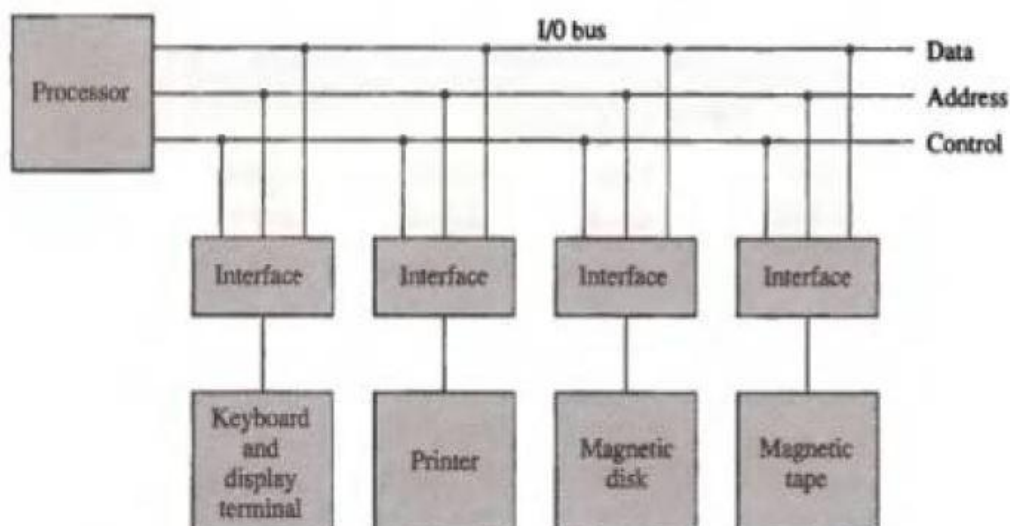 I/0 bus
Data
Processor
Address
Control
Interface
Interface
Interface
Interface
Keyboard
and
display
terminal
Printer
Magnetic
disk
Magnetic
tape